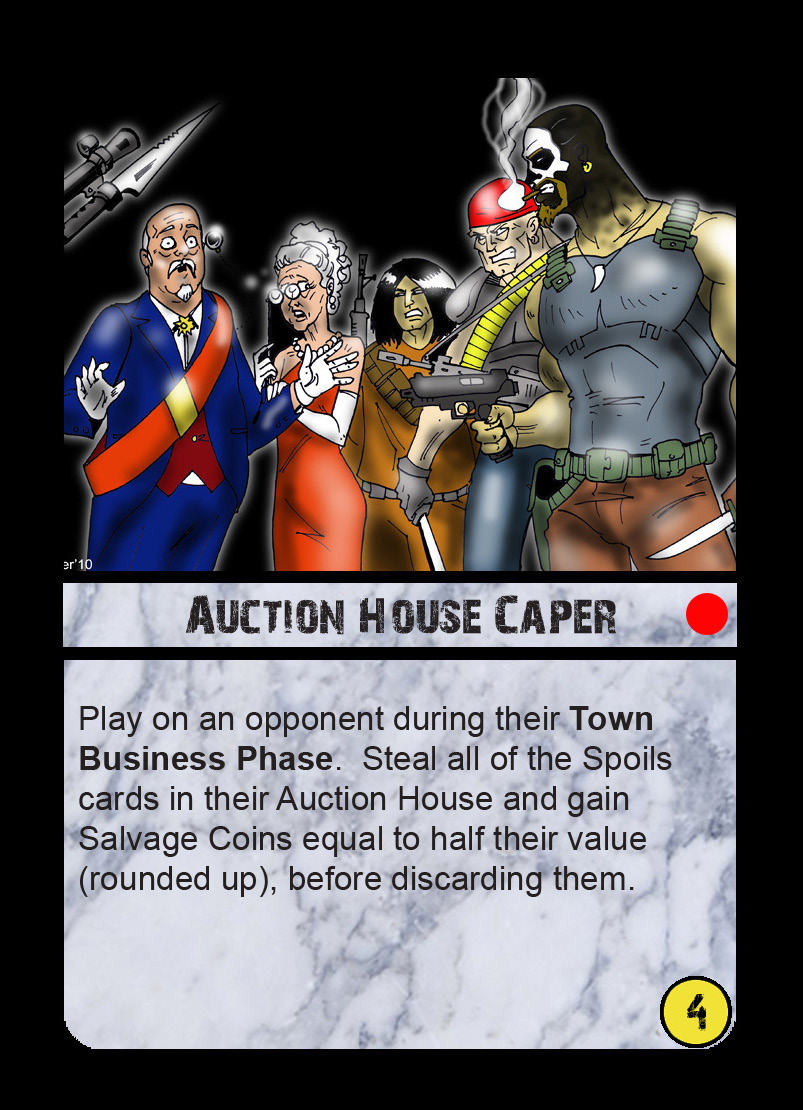 er'10
AUCTION HOUSE CAPER
Play on an opponent during their Town
Business Phase.  Steal all of the Spoils
cards in their Auction House and gain
Salvage Coins equal to half their value
(rounded up), before discarding them.
4